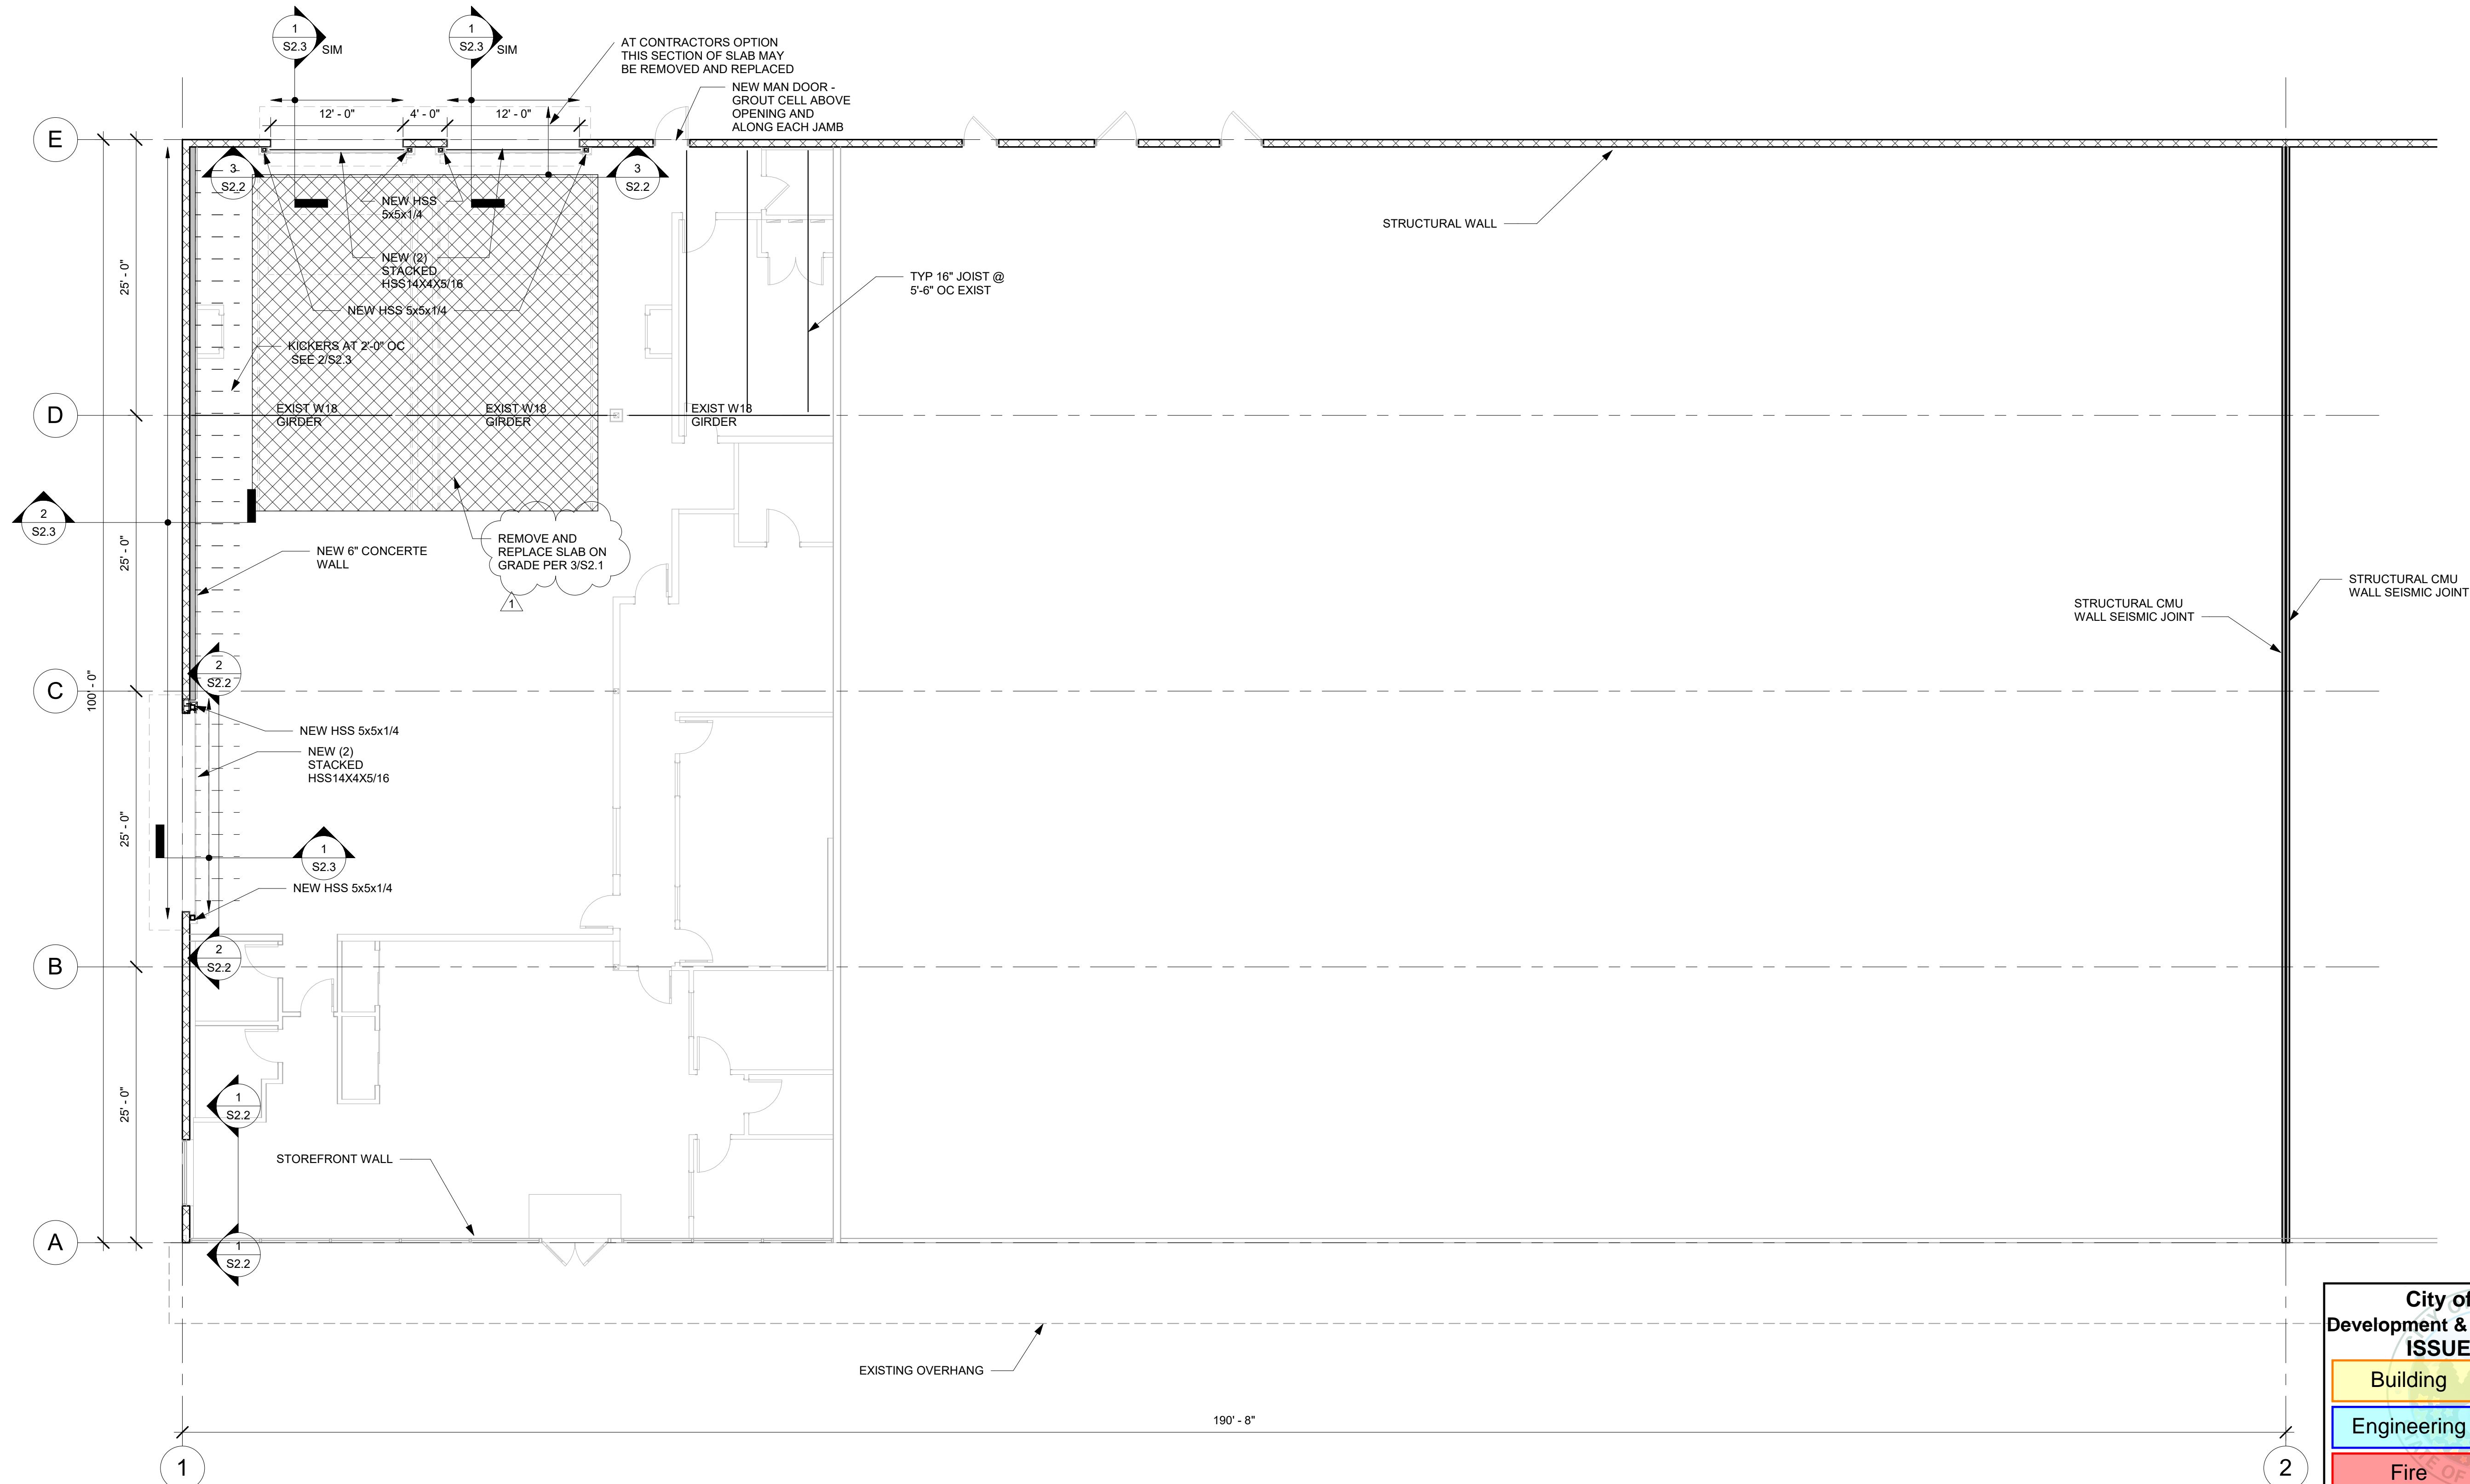 1
S2.3
SIM
1
S2.3
SIM
AT CONTRACTORS OPTION
THIS SECTION OF SLAB MAY
BE REMOVED AND REPLACED
NEW MAN DOOR -
GROUT CELL ABOVE
OPENING AND
ALONG EACH JAMB
12' - 0"
4' - 0"
12' - 0"
E
3
S2.2
3
S2.2
NEW HSS
5x5x1/4
STRUCTURAL WALL
NEW (2)
STACKED
HSS14X4X5/16
25' - 0"
TYP 16" JOIST @
5'-6" OC EXIST
NEW HSS 5x5x1/4
KICKERS AT 2'-0" OC
SEE 2/S2.3
D
EXIST W18
GIRDER
EXIST W18
GIRDER
EXIST W18
GIRDER
2
S2.3
25' - 0"
NEW 6" CONCERTE
WALL
REMOVE AND
REPLACE SLAB ON
GRADE PER 3/S2.1
1
STRUCTURAL CMU
WALL SEISMIC JOINT
STRUCTURAL CMU
WALL SEISMIC JOINT
2
S2.2
C
100' - 0"
NEW HSS 5x5x1/4
NEW (2)
STACKED
HSS14X4X5/16
25' - 0"
1
S2.3
NEW HSS 5x5x1/4
2
S2.2
B
1
S2.2
25' - 0"
STOREFRONT WALL
A
1
S2.2
EXISTING OVERHANG
190' - 8"
1
2
City of
Development &
ISSUE
Building
Engineering
Fire